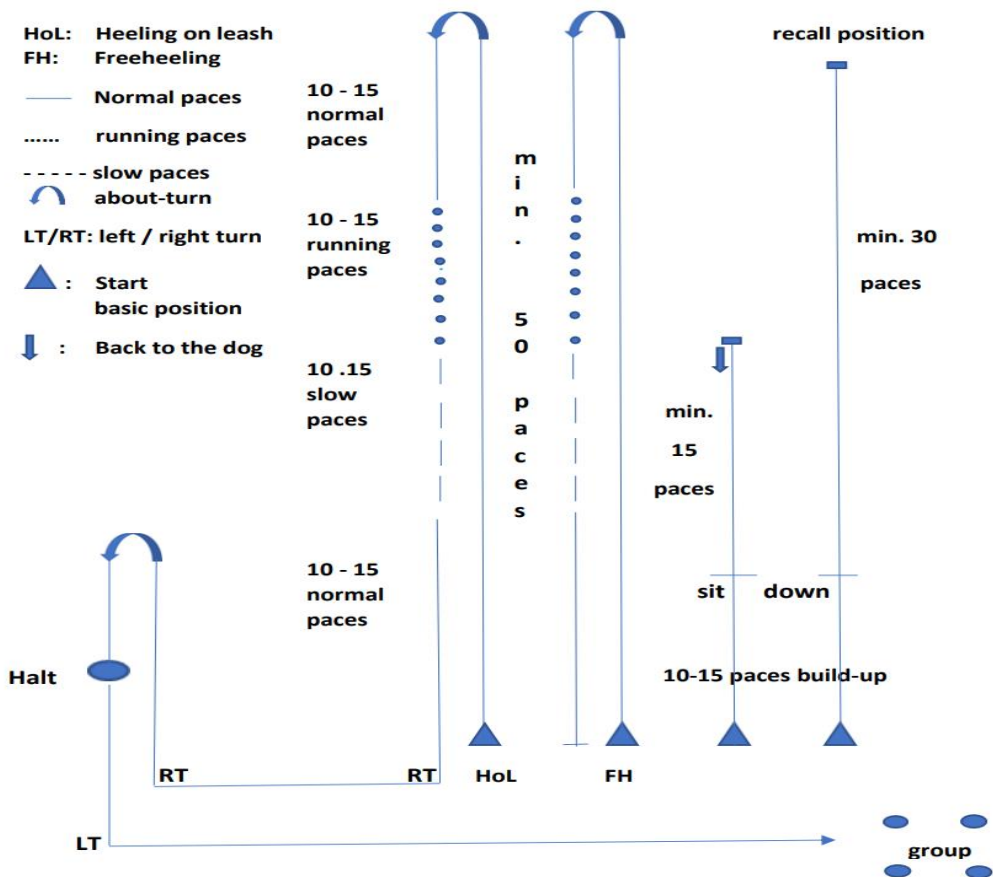 HoL: Heeling on leash
FH: Freeheeling
Normal paces
...... running paces
- - - - - slow paces
about-turn
LT/RT: left / right turn
: Start
basic position
: Back to the dog
10 - 15
normal
paces
10 - 15
running
paces
10 .15
slow
paces
10 - 15
normal
paces
min. 50 paces
recall position
min. 30
paces
min.
15
paces
sit down
10-15 paces build-up
Halt
RT RT HoL FH
LT
group